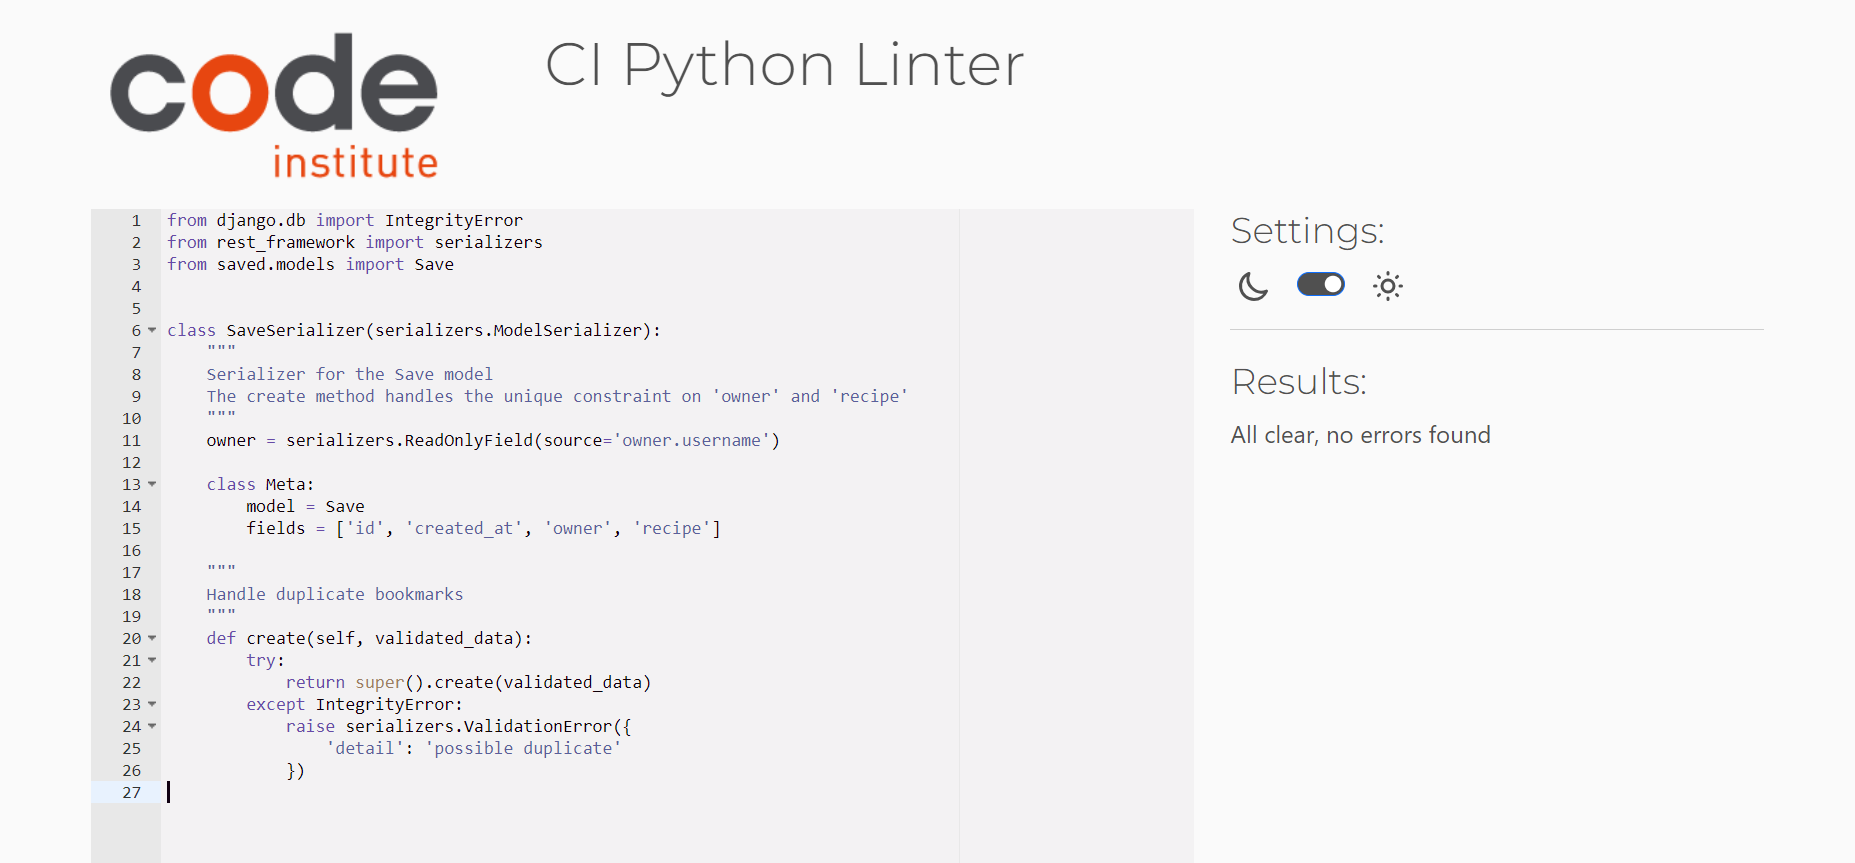 code
institute
CI Python Linter
1 from django.db import IntegrityError
2 from rest_framework import serializers
3 from saved.models import Save
4
5
6 class SaveSerializer(serializers.ModelSerializer):
7     """
8     Serializer for the Save model
9     The create method handles the unique constraint on 'owner' and 'recipe'
10     """
11     owner = serializers.ReadOnlyField(source='owner.username')
12
13     class Meta:
14         model = Save
15         fields = ['id', 'created_at', 'owner', 'recipe']
16
17     """
18     Handle duplicate bookmarks
19     """
20     def create(self, validated_data):
21         try:
22             return super().create(validated_data)
23         except IntegrityError:
24             raise serializers.ValidationError({
25                 'detail': 'possible duplicate'
26             })
27
Settings:
Results:
All clear, no errors found